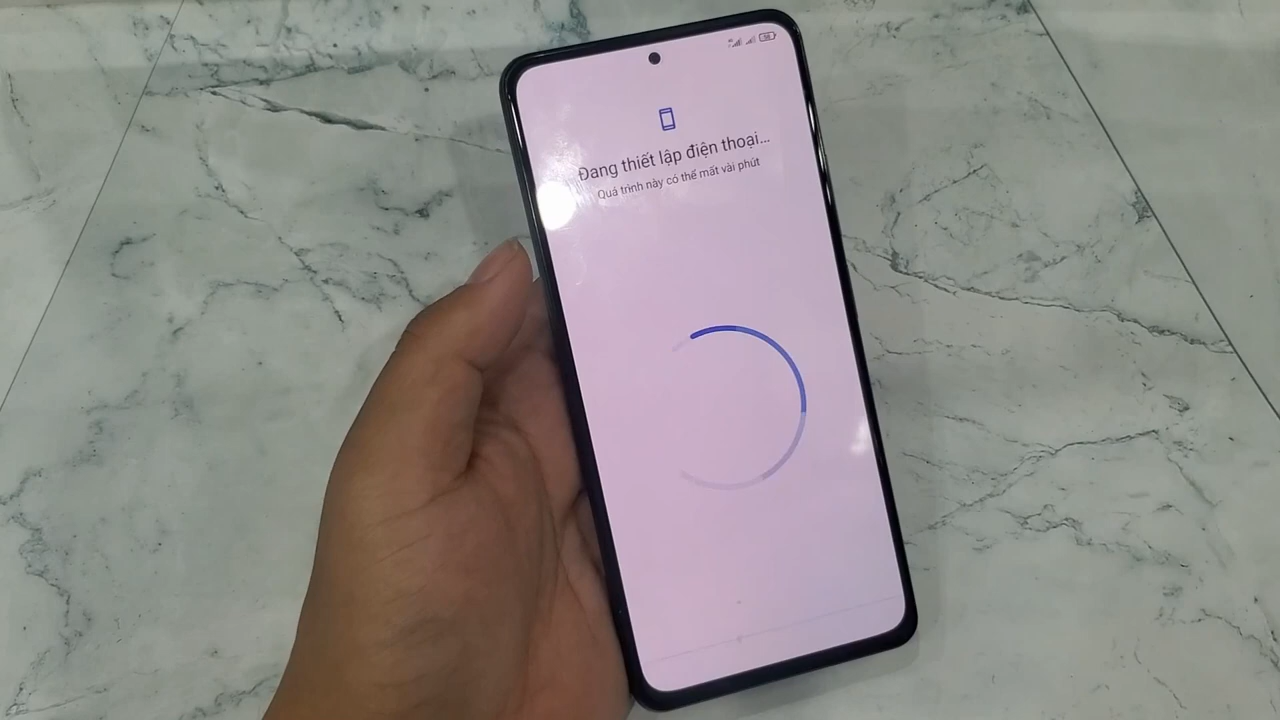 Đang thiết lập điện thoại...
Quá trình này có thể mất vài phút